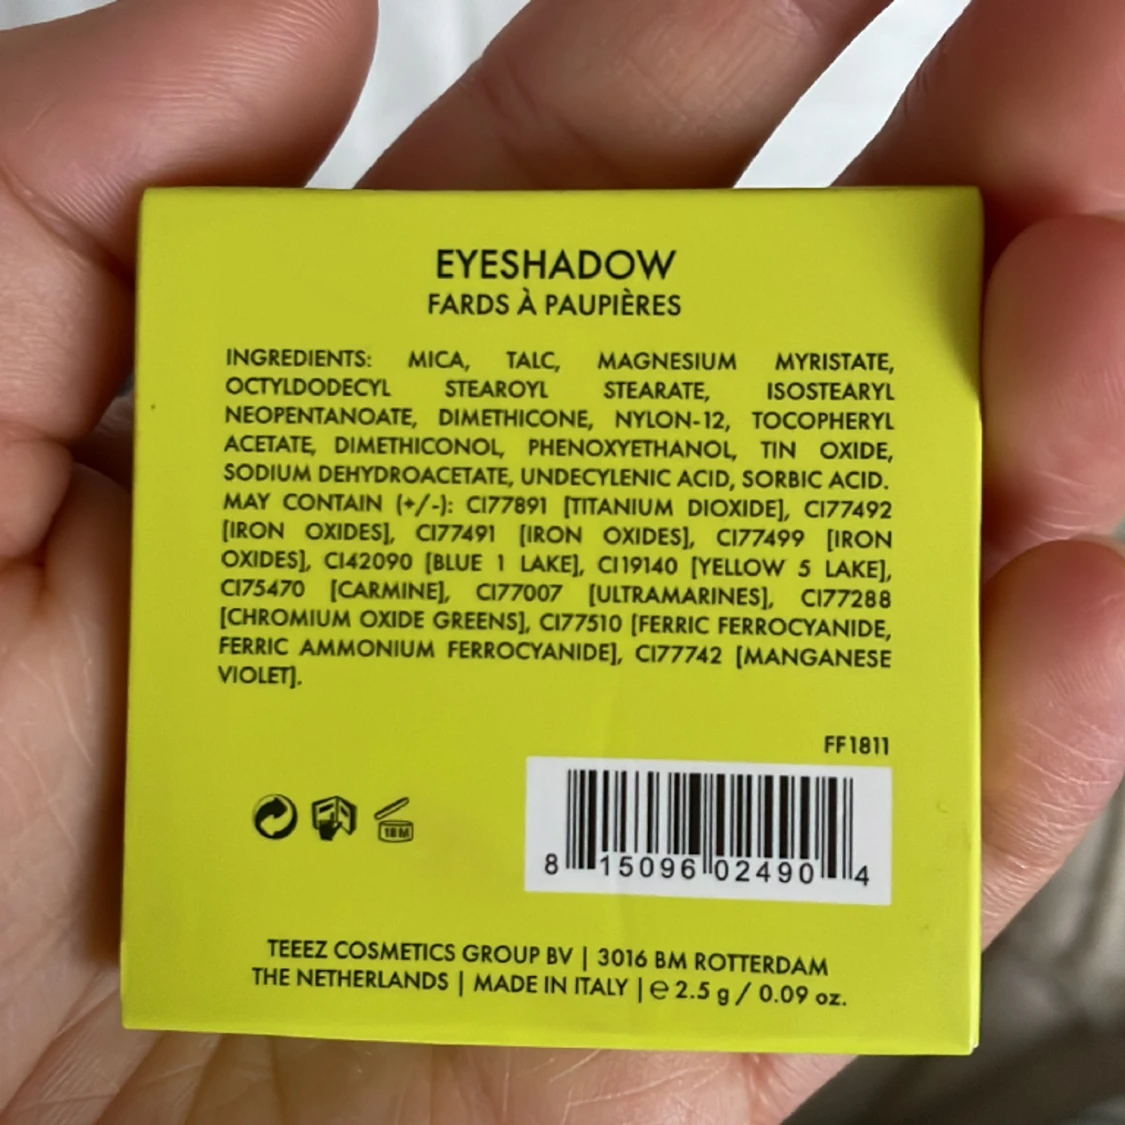 EYESHADOW
FARDS À PAUPIÈRES
INGREDIENTS: MICA, TALC, MAGNESIUM MYRISTATE,
OCTYLDODECYL STEAROYL STEARATE, ISOSTEARYL
NEOPENTANOATE, DIMETHICONE, NYLON-12, TOCOPHERYL
ACETATE, DIMETHICONOL, PHENOXYETHANOL, TIN OXIDE,
SODIUM DEHYDROACETATE, UNDECYLENIC ACID, SORBIC ACID.
MAY CONTAIN (+/-): CI77891 [TITANIUM DIOXIDE], CI77492
[IRON OXIDES], CI77491 [IRON OXIDES], CI77499 [IRON
OXIDES], CI42090 [BLUE 1 LAKE], CI19140 [YELLOW 5 LAKE],
CI75470 [CARMINE], CI77007 [ULTRAMARINES], CI77288
[CHROMIUM OXIDE GREENS], CI77510 [FERRIC FERROCYANIDE,
FERRIC AMMONIUM FERROCYANIDE], CI77742 [MANGANESE
VIOLET].
FF1811
18M
8 15096 02490 4
TEEEZ COSMETICS GROUP BV | 3016 BM ROTTERDAM
THE NETHERLANDS | MADE IN ITALY | e 2.5 g / 0.09 oz.